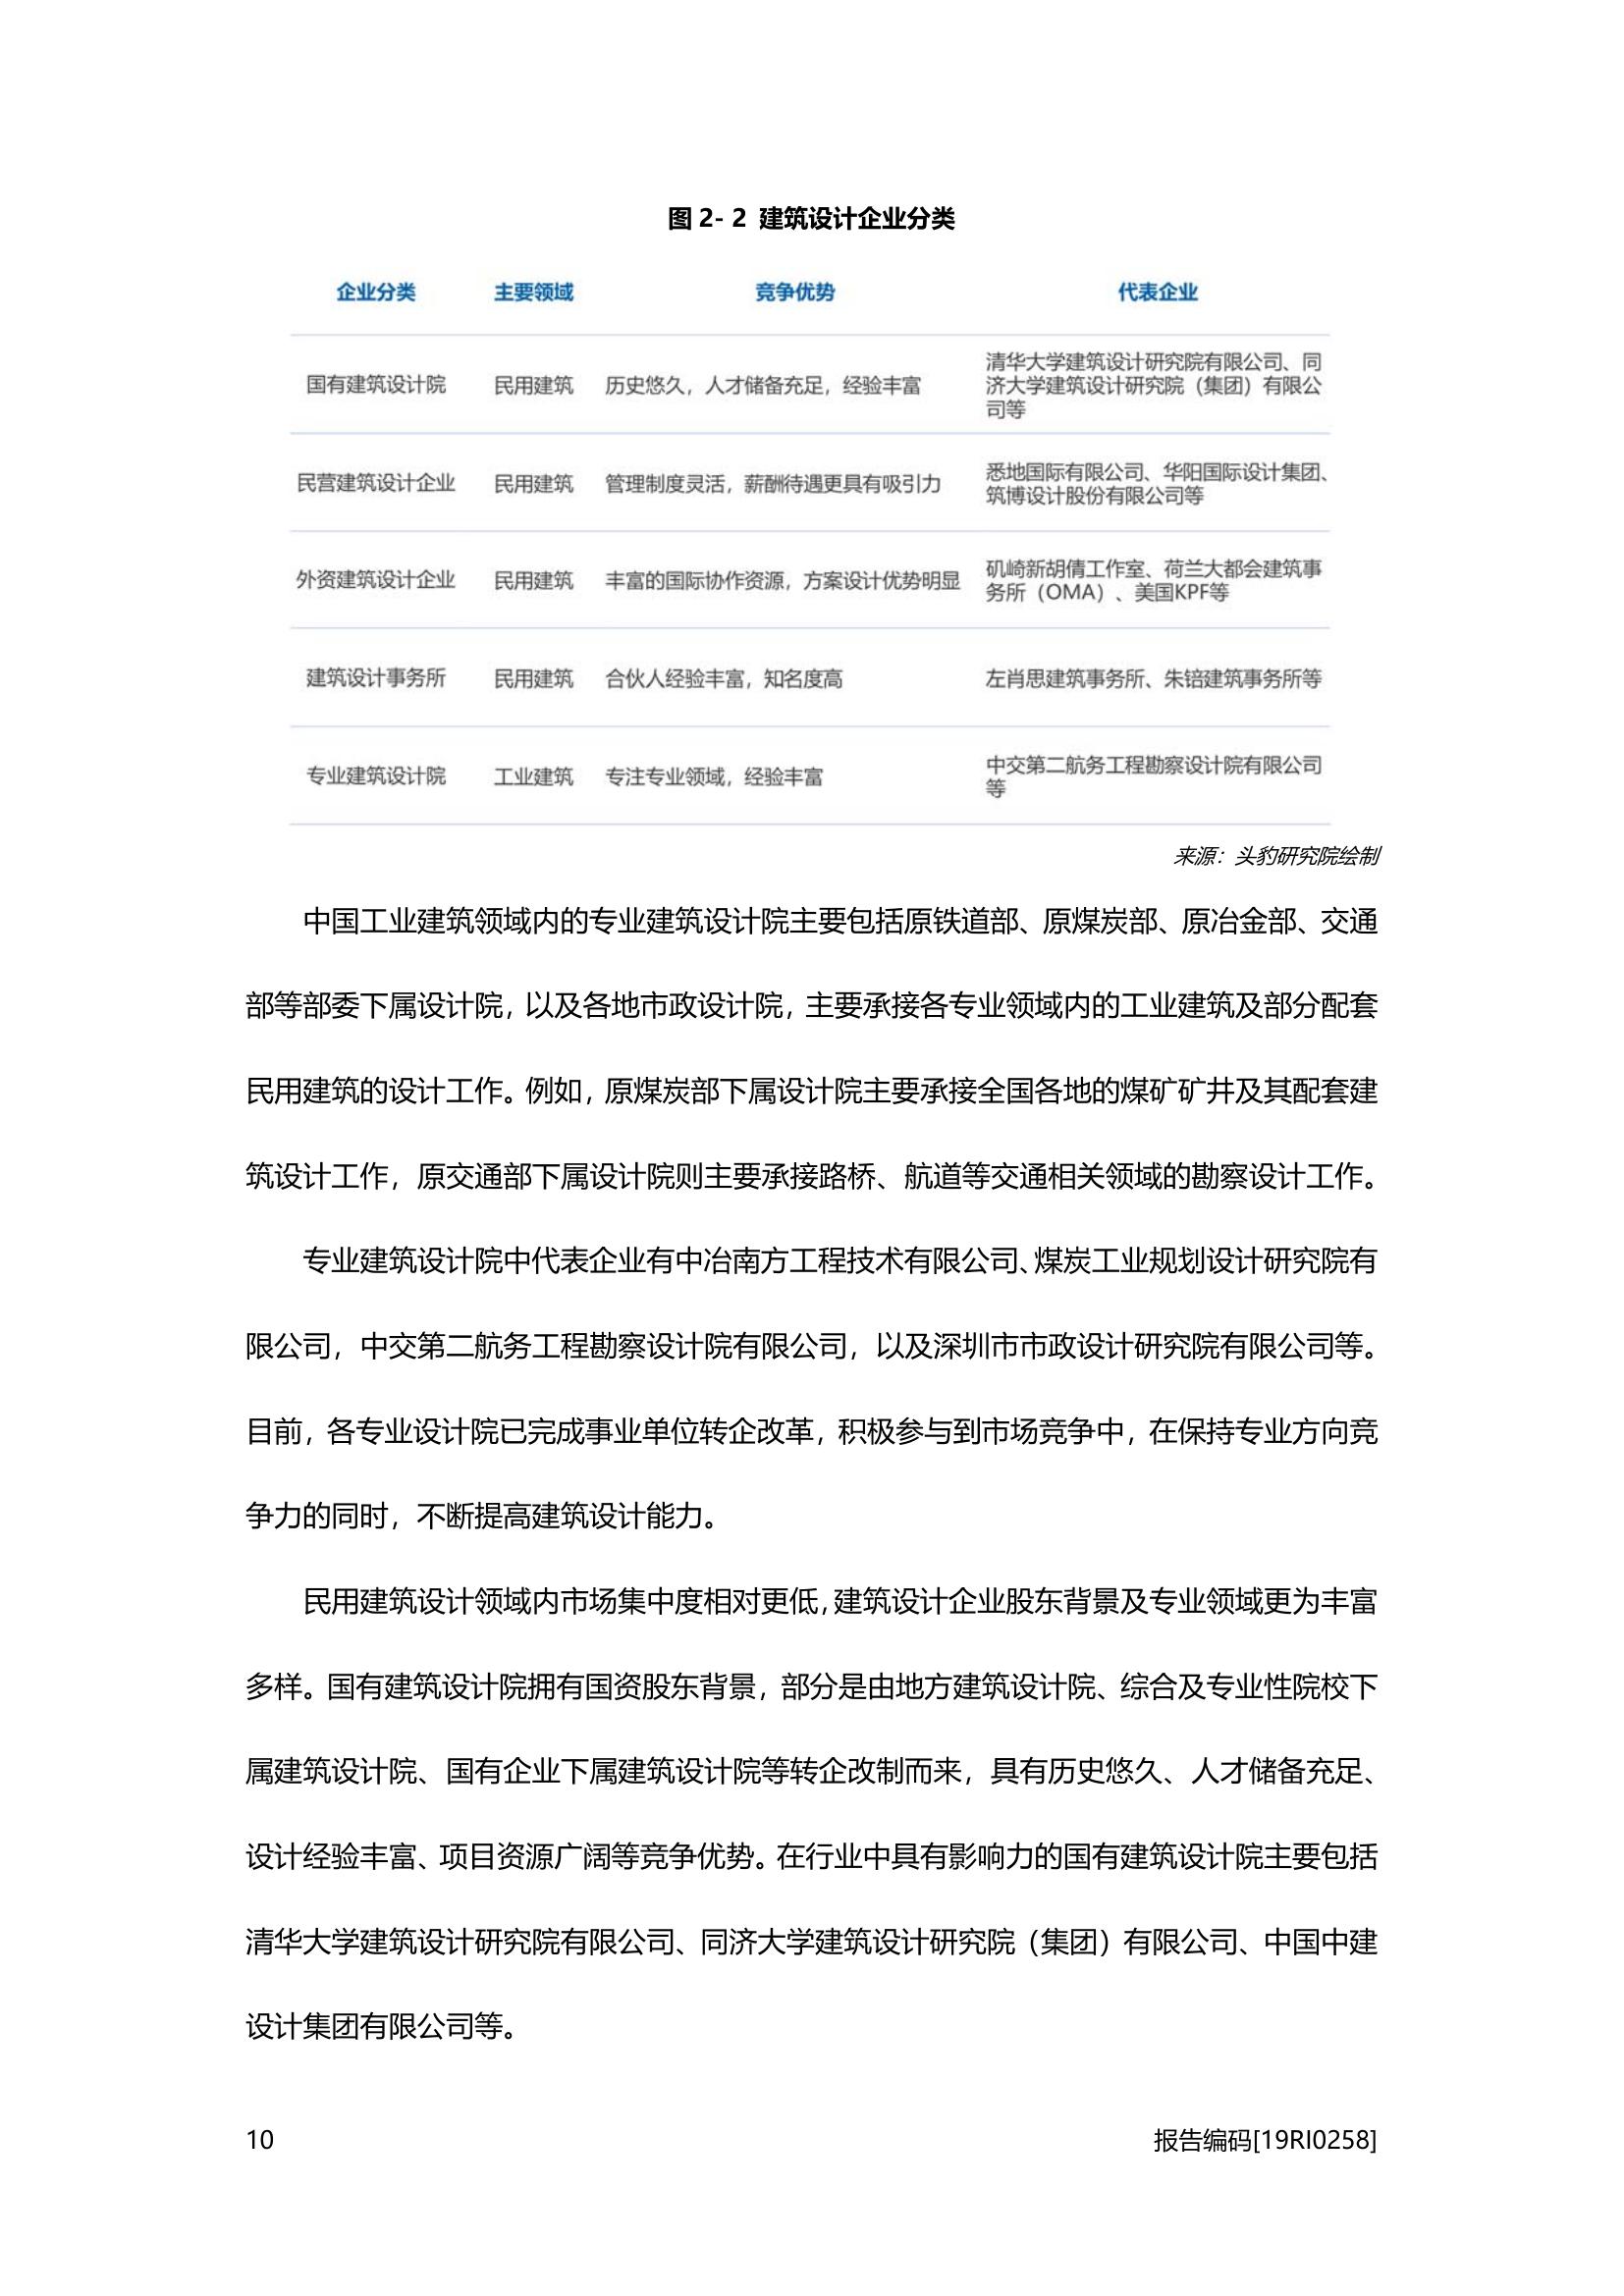 图 2- 2 建筑设计企业分类
企业分类 主要领域 竞争优势 代表企业
国有建筑设计院 民用建筑 历史悠久，人才储备充足，经验丰富 清华大学建筑设计研究院有限公司、同
济大学建筑设计研究院（集团）有限公
司等
民营建筑设计企业 民用建筑 管理制度灵活，薪酬待遇更具有吸引力 悉地国际有限公司、华阳国际设计集团、
筑博设计股份有限公司等
外资建筑设计企业 民用建筑 丰富的国际协作资源，方案设计优势明显 矶崎新胡倩工作室、荷兰大都会建筑事
务所（OMA）、美国KPF等
建筑设计事务所 民用建筑 合伙人经验丰富，知名度高 左肖思建筑事务所、朱锫建筑事务所等
专业建筑设计院 工业建筑 专注专业领域，经验丰富 中交第二航务工程勘察设计院有限公司
等
来源：头豹研究院绘制
中国工业建筑领域内的专业建筑设计院主要包括原铁道部、原煤炭部、原冶金部、交通
部等部委下属设计院，以及各地市政设计院，主要承接各专业领域内的工业建筑及部分配套
民用建筑的设计工作。例如，原煤炭部下属设计院主要承接全国各地的煤矿矿井及其配套建
筑设计工作，原交通部下属设计院则主要承接路桥、航道等交通相关领域的勘察设计工作。
专业建筑设计院中代表企业有中冶南方工程技术有限公司、煤炭工业规划设计研究院有
限公司，中交第二航务工程勘察设计院有限公司，以及深圳市市政设计研究院有限公司等。
目前，各专业设计院已完成事业单位转企改革，积极参与到市场竞争中，在保持专业方向竞
争力的同时，不断提高建筑设计能力。
民用建筑设计领域内市场集中度相对更低，建筑设计企业股东背景及专业领域更为丰富
多样。国有建筑设计院拥有国资股东背景，部分是由地方建筑设计院、综合及专业性院校下
属建筑设计院、国有企业下属建筑设计院等转企改制而来，具有历史悠久、人才储备充足、
设计经验丰富、项目资源广阔等竞争优势。在行业中具有影响力的国有建筑设计院主要包括
清华大学建筑设计研究院有限公司、同济大学建筑设计研究院（集团）有限公司、中国中建
设计集团有限公司等。
10 报告编码[19RI0258]